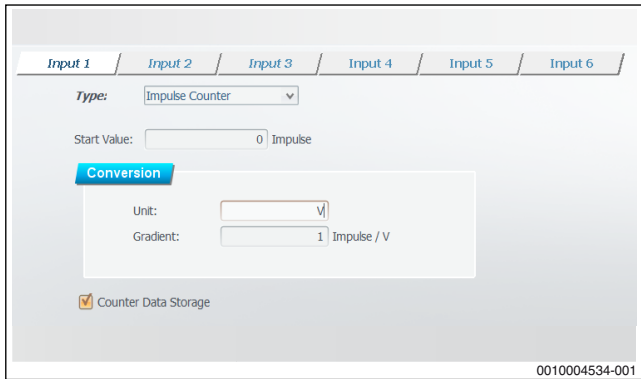 Input 1 Input 2 Input 3 Input 4 Input 5 Input 6
Type: Impulse Counter
Start Value: 0 Impulse
Conversion
Unit: V
Gradient: 1 Impulse / V
Counter Data Storage
0010004534-001